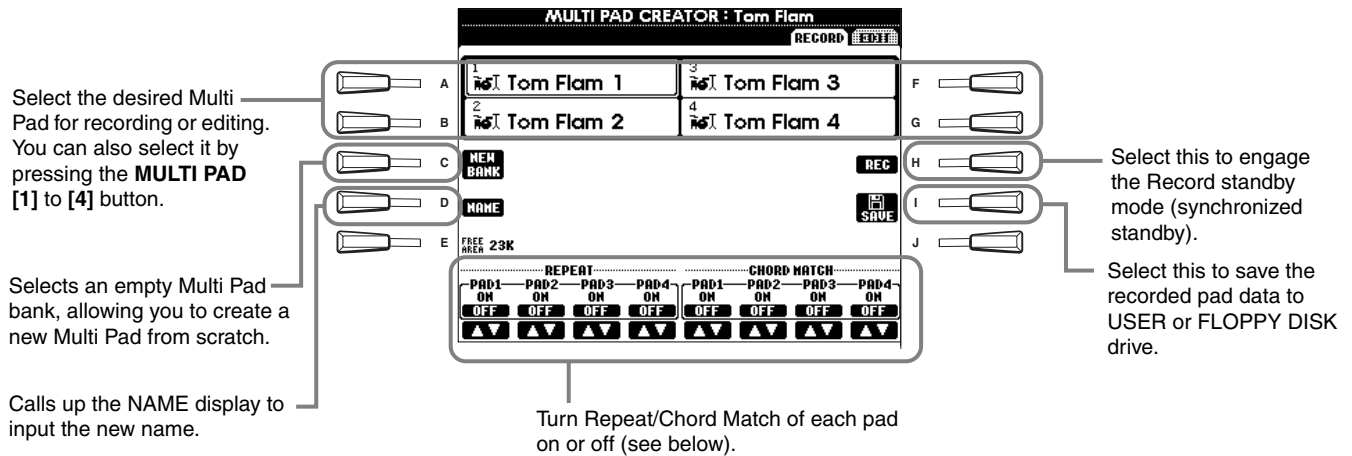 MULTI PAD CREATOR : Tom Flam
RECORD EDIT
1 Tom Flam 1
3 Tom Flam 3
2 Tom Flam 2
4 Tom Flam 4
A
B
C
D
E
F
G
H
I
J
NEW
BANK
NAME
REC
SAVE
FREE
AREA 23K
REPEAT
CHORD MATCH
PAD1 PAD2 PAD3 PAD4 PAD1 PAD2 PAD3 PAD4
ON ON ON ON ON ON ON ON
OFF OFF OFF OFF OFF OFF OFF OFF
Select the desired Multi
Pad for recording or editing.
You can also select it by
pressing the MULTI PAD
[1] to [4] button.
Selects an empty Multi Pad
bank, allowing you to create a
new Multi Pad from scratch.
Calls up the NAME display to
input the new name.
Turn Repeat/Chord Match of each pad
on or off (see below).
Select this to engage
the Record standby
mode (synchronized
standby).
Select this to save the
recorded pad data to
USER or FLOPPY DISK
drive.